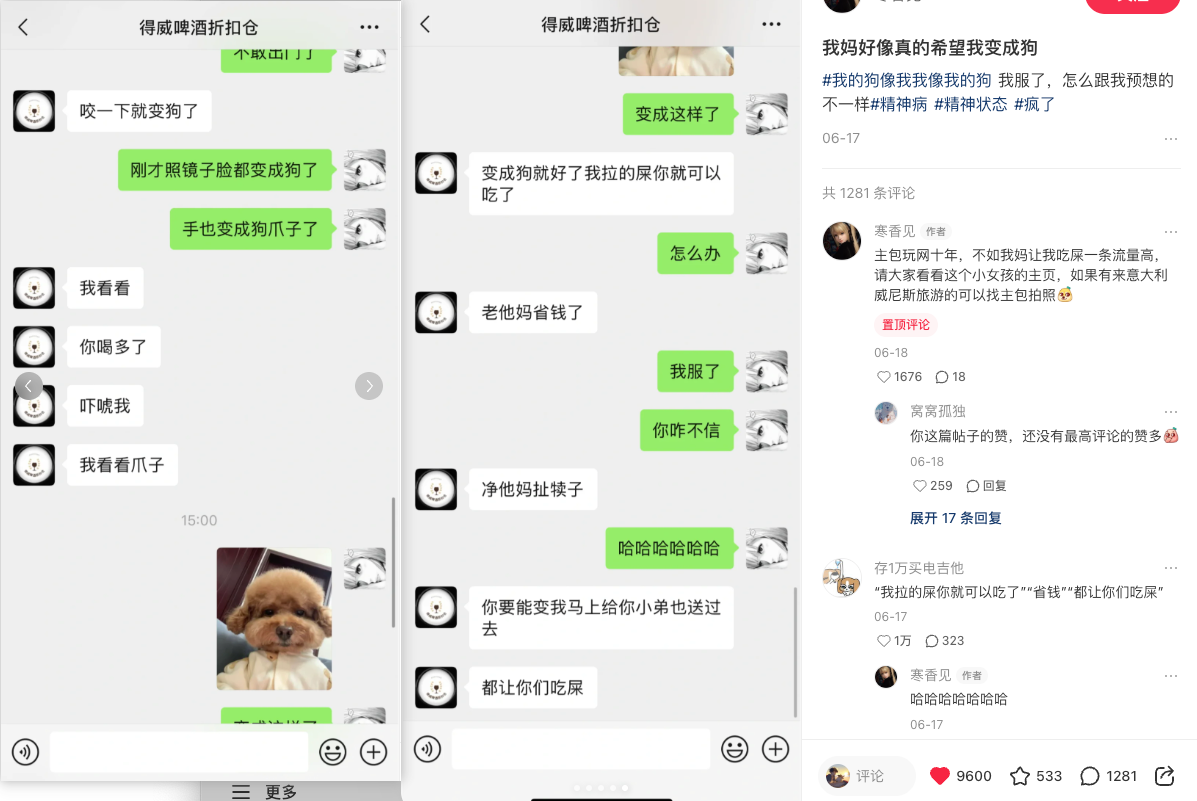 得威啤酒折扣仓
不敢出门了
咬一下就变狗了
刚才照镜子脸都变成狗了
手也变成狗爪子了
我看看
你喝多了
吓唬我
我看看爪子
15:00
变成这样了
更多
得威啤酒折扣仓
变成这样了
变成狗就好了我拉的屎你就可以
吃了
怎么办
老他妈省钱了
我服了
你咋不信
净他妈扯犊子
哈哈哈哈哈哈
你要能变我马上给你小弟也送过
去
都让你们吃屎
我妈好像真的希望我变成狗
#我的狗像我我像我的狗 我服了，怎么跟我预想的
不一样#精神病 #精神状态 #疯了
06-17
共 1281 条评论
寒香见 作者
主包玩网十年，不如我妈让我吃屎一条流量高，
请大家看看这个小女孩的主页，如果有来意大利
威尼斯旅游的可以找主包拍照
置顶评论
06-18
1676 18
窝窝孤独
你这篇帖子的赞，还没有最高评论的赞多
06-18
259 回复
展开 17 条回复
存1万买电吉他
“我拉的屎你就可以吃了”“省钱”“都让你们吃屎”
06-17
1万 323
寒香见 作者
哈哈哈哈哈哈哈
06-17
评论 9600 533 1281